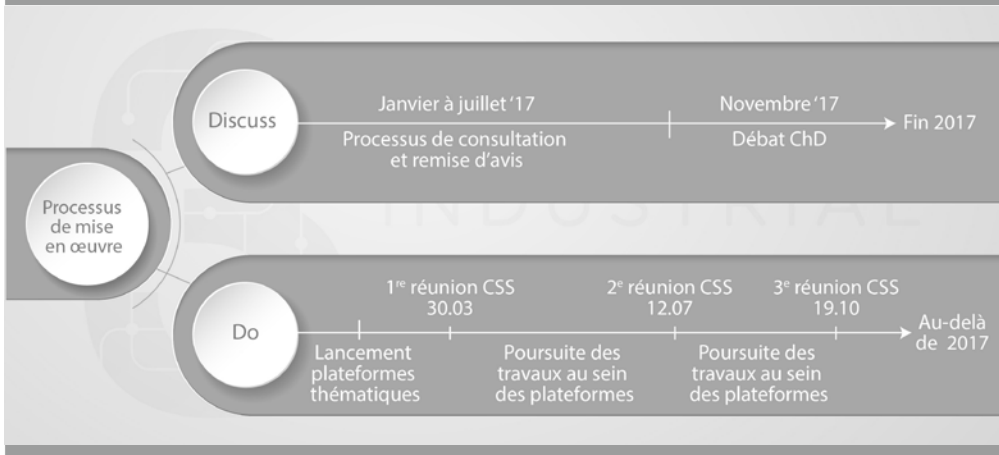 Processus
de mise
en œuvre
Discuss
Janvier à juillet ‘17
Processus de consultation
et remise d’avis
Novembre ‘17
Débat ChD
Fin 2017
INDUSTRIAL
Do
1re réunion CSS
30.03
2e réunion CSS
12.07
3e réunion CSS
19.10
Lancement
plateformes
thématiques
Poursuite des
travaux au sein
des plateformes
Poursuite des
travaux au sein
des plateformes
Au-delà
de 2017